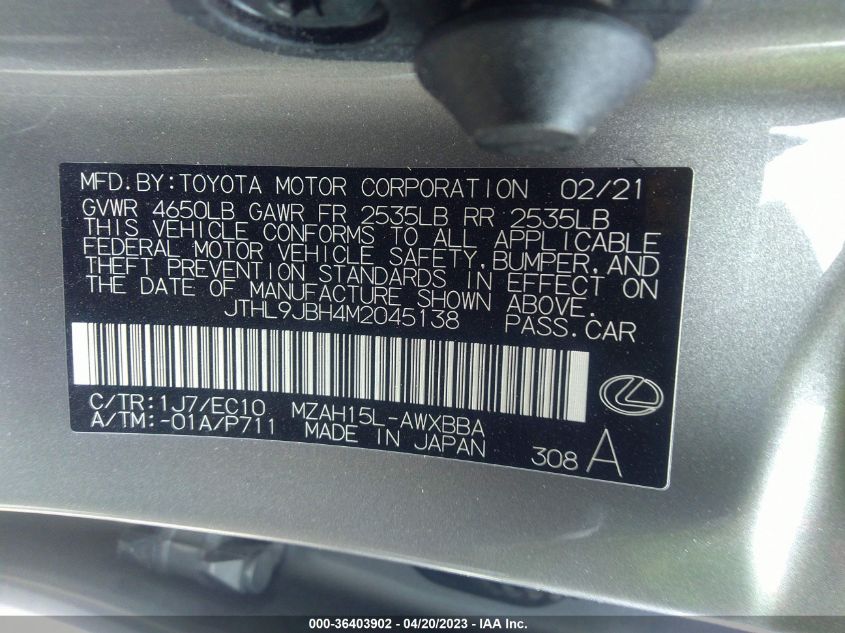 MFD.BY:TOYOTA MOTOR CORPORATION 02/21
GVWR 4650LB GAWR FR 2535LB RR 2535LB
THIS VEHICLE CONFORMS TO ALL APPLICABLE
FEDERAL MOTOR VEHICLE SAFETY,BUMPER,AND
THEFT PREVENTION STANDARDS IN EFFECT ON
THE DATE OF MANUFACTURE SHOWN ABOVE.
JTHL9JBH4M2045138 PASS.CAR
C/TR:1J7/EC10 MZAH15L-AWXBBA
A/TM:-01A/P711 MADE IN JAPAN
308 A
000-36403902 - 04/20/2023 - IAA Inc.